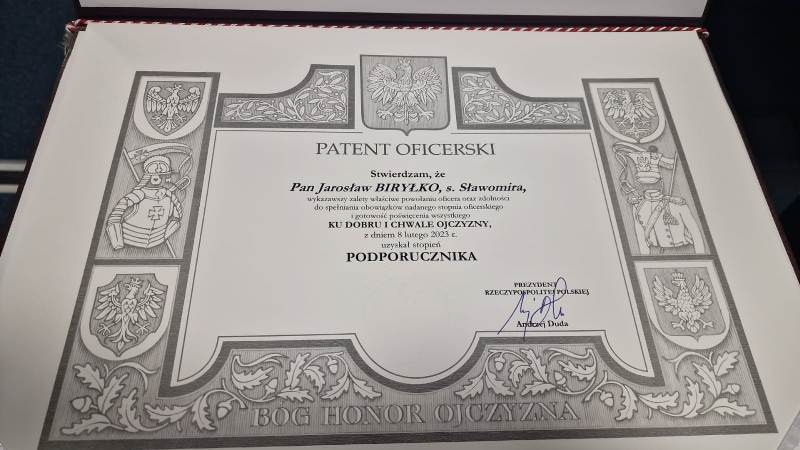 PATENT OFICERSKI
Stwierdzam, że
Pan Jarosław BIRYŁKO, s. Sławomira,
wykazawszy zalety właściwe powołaniu oficera oraz zdolności
do spełniania obowiązków nadanego stopnia oficerskiego
i gotowość poświęcenia wszystkiego
KU DOBRU I CHWALE OJCZYZNY,
z dniem 8 lutego 2023 r.
uzyskał stopień
PODPORUCZNIKA
PREZYDENT
RZECZYPOSPOLITEJ POLSKIEJ
Andrzej Duda
BÓG HONOR OJCZYZNA